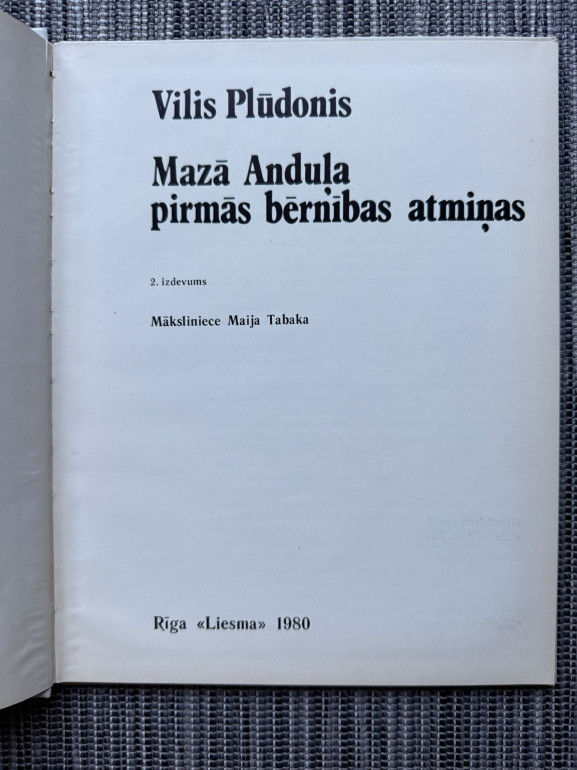 Vilis Plūdonis
Mazā Anduļa
pirmās bērnības atmiņas
2. izdevums
Māksliniece Maija Tabaka
Rīga «Liesma» 1980